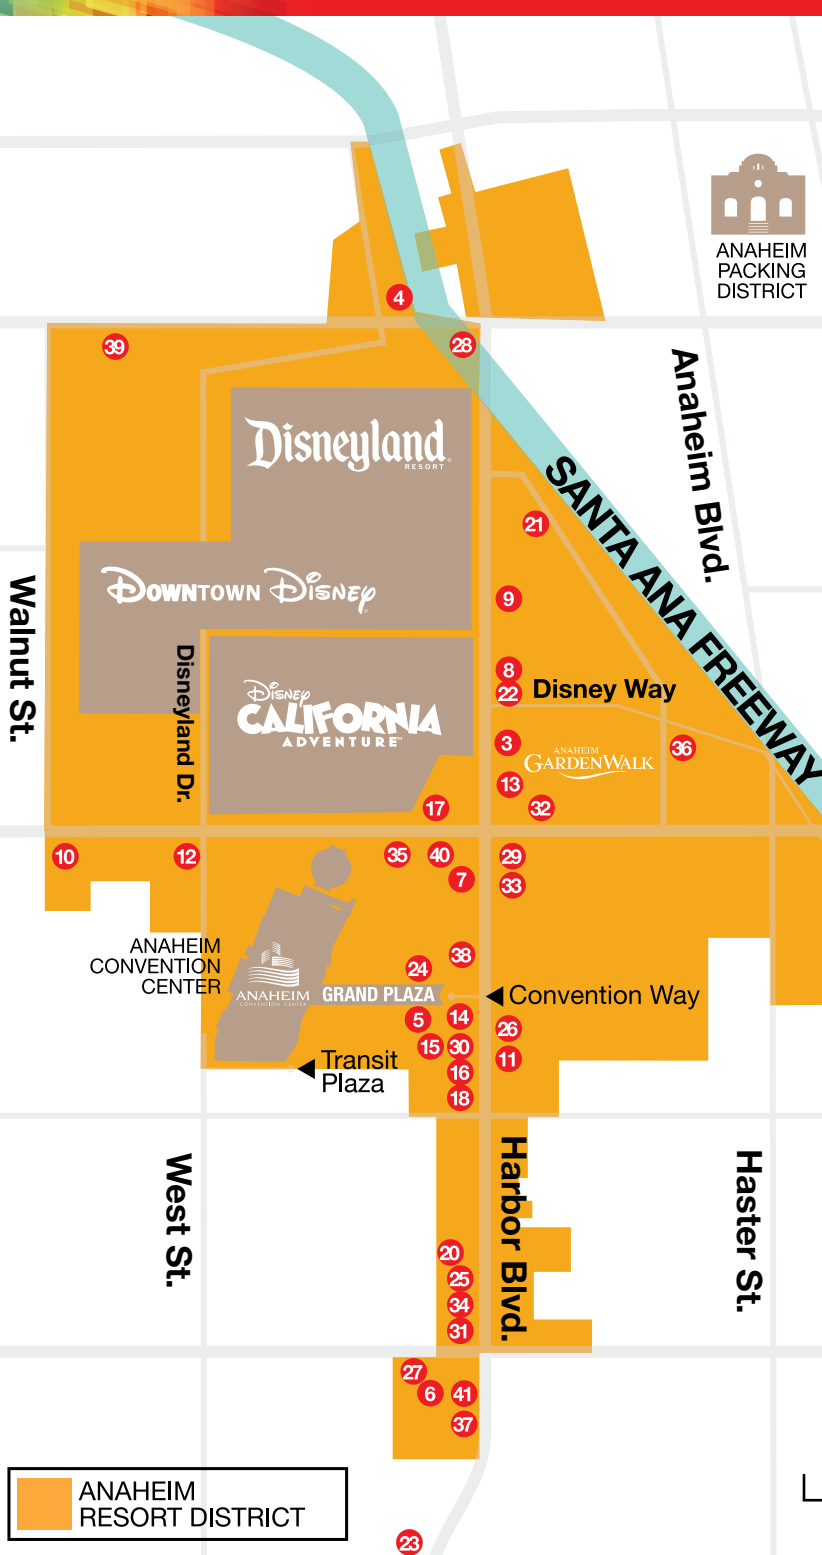 ANAHEIM
PACKING
DISTRICT
4
39
28
Disneyland
RESORT
Anaheim Blvd.
SANTA ANA FREEWAY
21
DOWNTOWN DISNEY
9
Walnut St.
Disneyland Dr.
8
22
Disney Way
Disney
CALIFORNIA
ADVENTURE™
3
ANAHEIM
GARDENWALK
36
13
17
32
10
12
35
40
29
7
33
ANAHEIM
CONVENTION
CENTER
38
24
ANAHEIM
CONVENTION CENTER
GRAND PLAZA
Convention Way
5
14
26
15
30
11
Transit
Plaza
16
18
West St.
Harbor Blvd.
Haster St.
20
25
34
31
27
6
41
37
ANAHEIM
RESORT DISTRICT
23